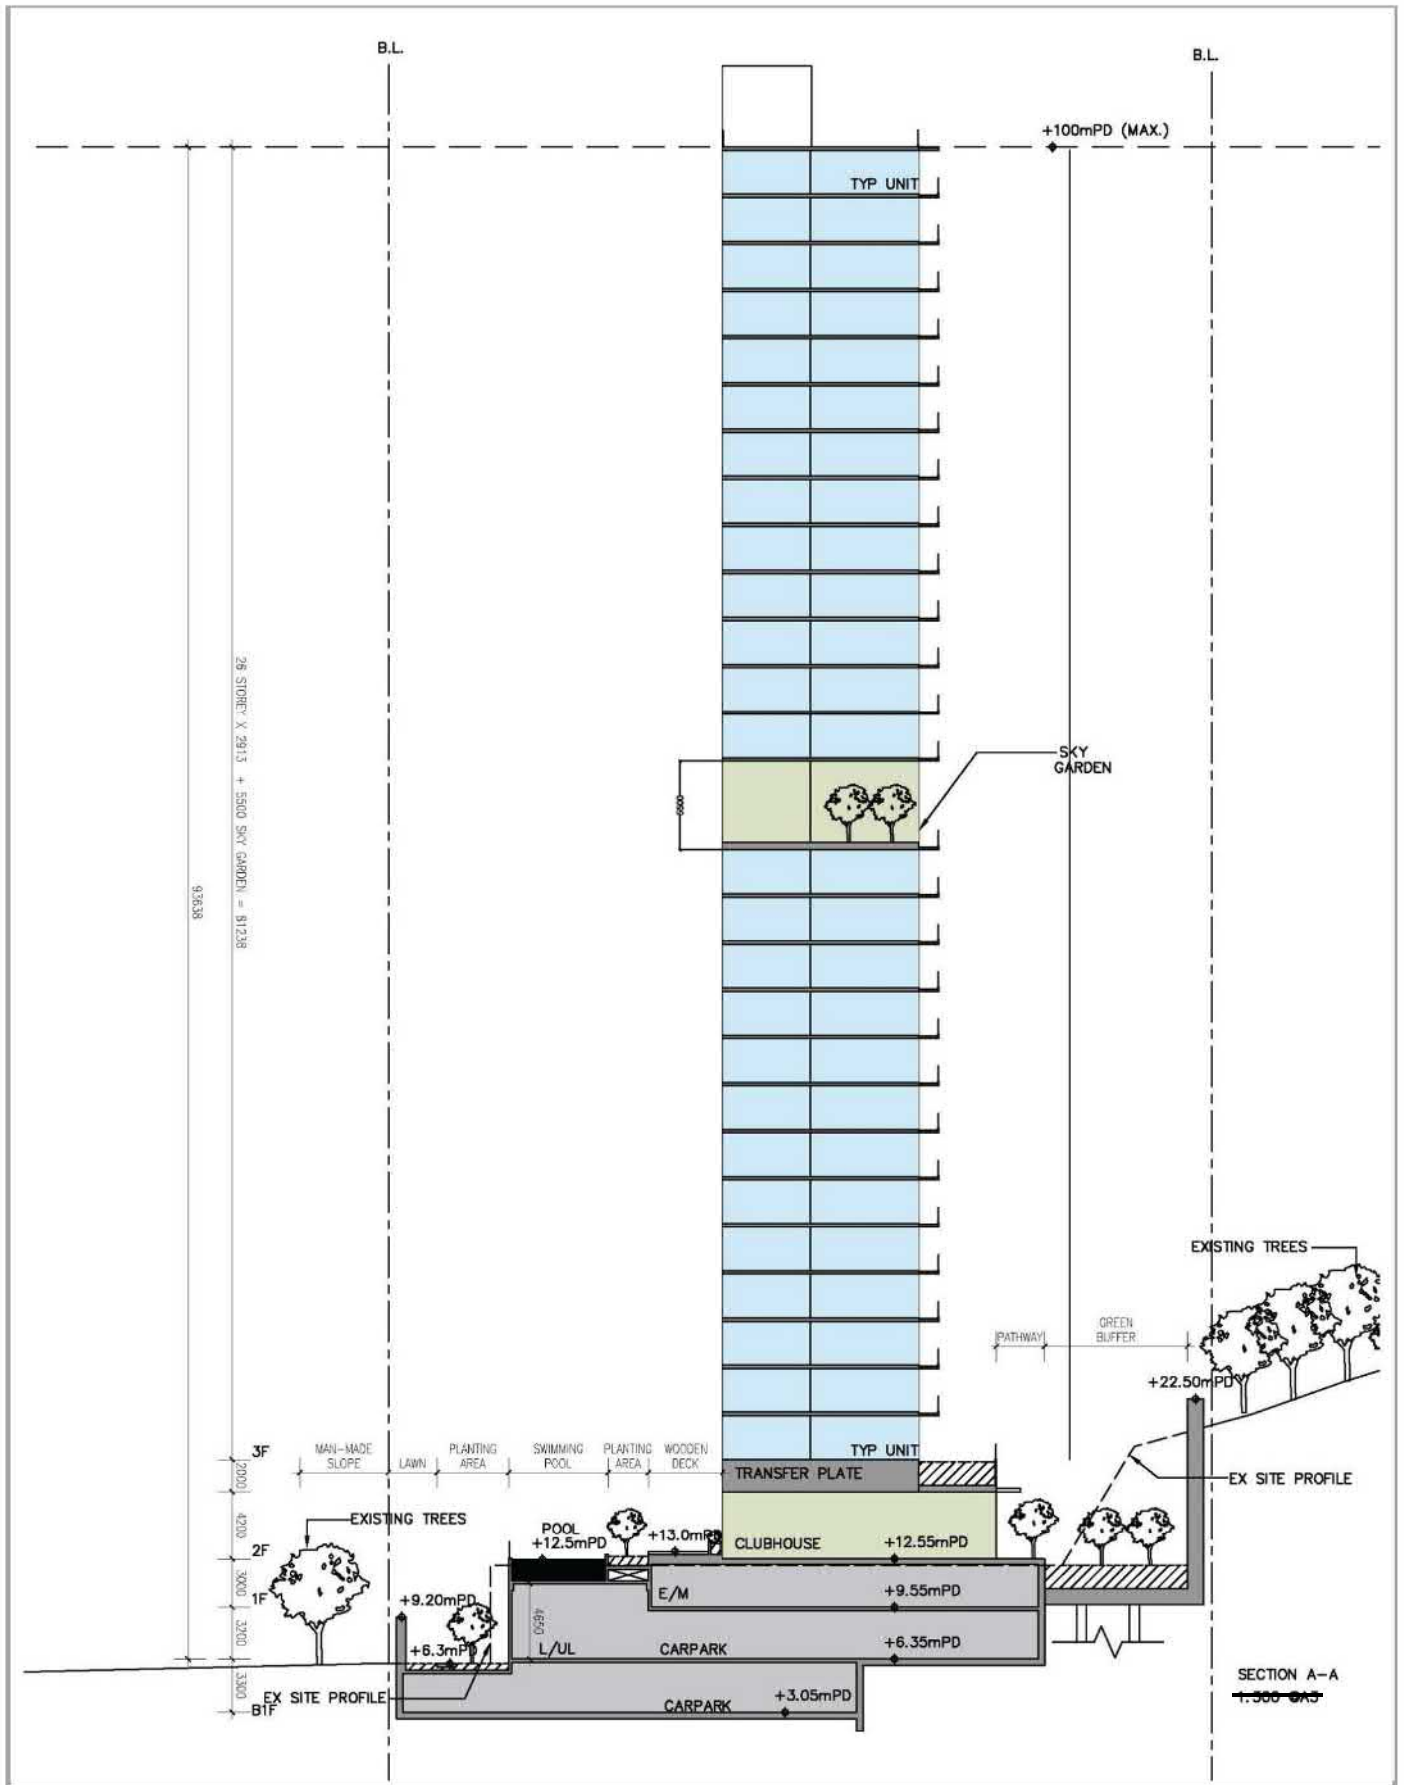 B.L.
B.L.
+100mPD (MAX.)
TYP UNIT
26 STOREY X 2913 + 5500 SKY GARDEN = 81238
93638
SKY
GARDEN
EXISTING TREES
PATHWAY
GREEN
BUFFER
+22.50mPD
3F
MAN-MADE
SLOPE
LAWN
PLANTING
AREA
SWIMMING
POOL
PLANTING
AREA
WOODEN
DECK
TYP UNIT
TRANSFER PLATE
EX SITE PROFILE
2000
4200
EXISTING TREES
POOL
+12.5mPD
+13.0mPD
CLUBHOUSE
+12.55mPD
2F
3000
1F
+9.20mPD
E/M
+9.55mPD
3200
4650
+6.3mPD
L/UL
CARPARK
+6.35mPD
3300
EX SITE PROFILE
B1F
CARPARK
+3.05mPD
SECTION A-A